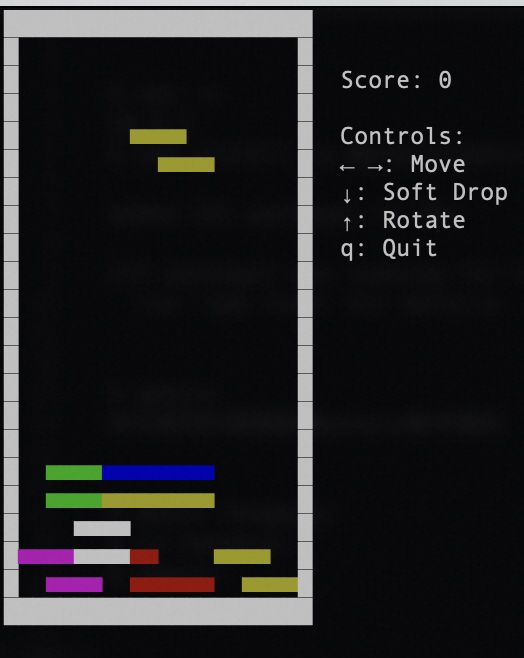 Score: 0
Controls:
← →: Move
↓: Soft Drop
↑: Rotate
q: Quit